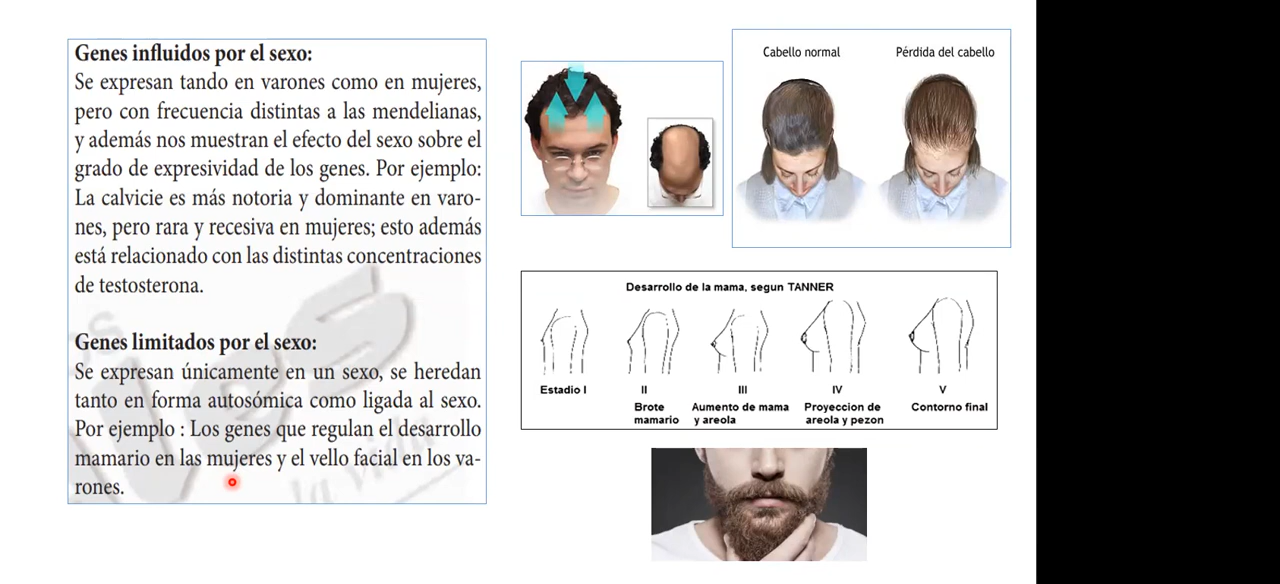 Genes influidos por el sexo:
Se expresan tando en varones como en mujeres,
pero con frecuencia distintas a las mendelianas,
y además nos muestran el efecto del sexo sobre el
grado de expresividad de los genes. Por ejemplo:
La calvicie es más notoria y dominante en varo-
nes, pero rara y recesiva en mujeres; esto además
está relacionado con las distintas concentraciones
de testosterona.
Genes limitados por el sexo:
Se expresan únicamente en un sexo, se heredan
tanto en forma autosómica como ligada al sexo.
Por ejemplo : Los genes que regulan el desarrollo
mamario en las mujeres y el vello facial en los va-
rones.
Cabello normal
Pérdida del cabello
Desarrollo de la mama, segun TANNER
Estadio I
II
III
IV
V
Brote
mamario
Aumento de mama
y areola
Proyeccion de
areola y pezon
Contorno final
la vida